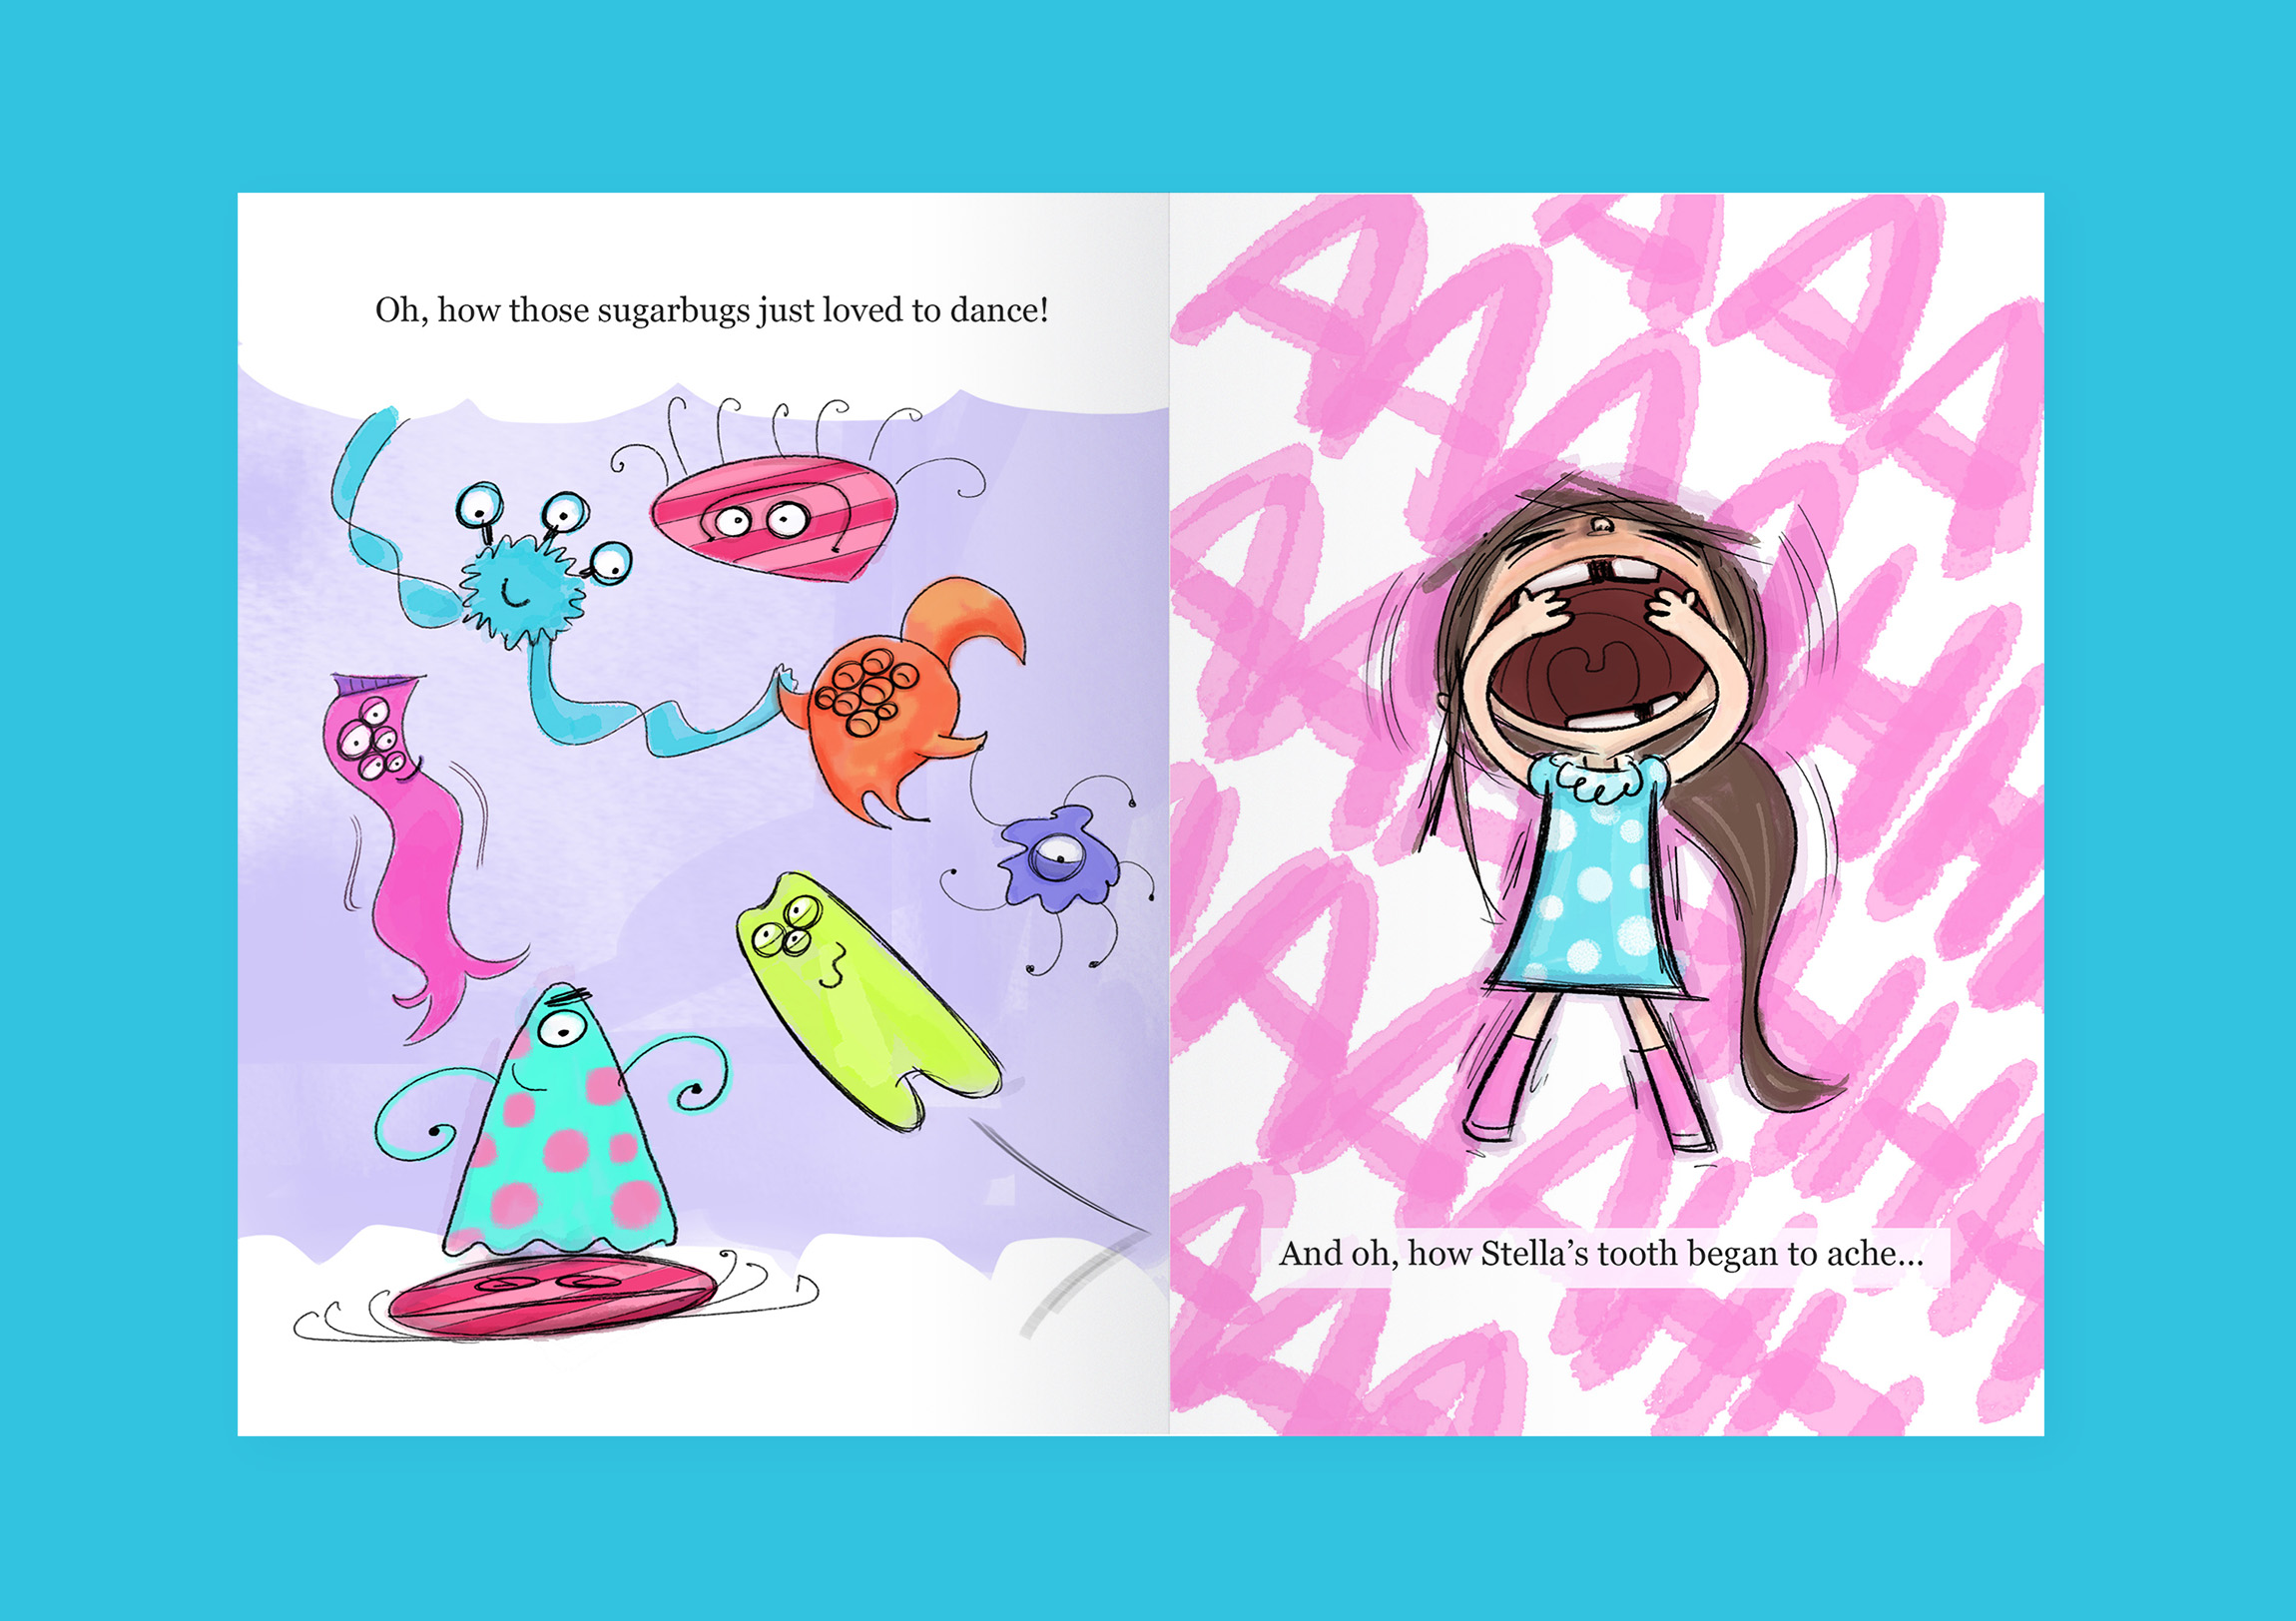 Oh, how those sugarbugs just loved to dance!
And oh, how Stella’s tooth began to ache...